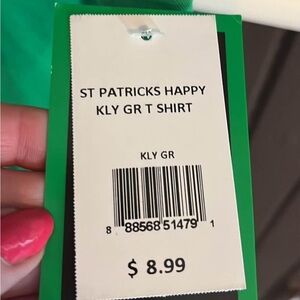 ST PATRICKS HAPPY
KLY GR T SHIRT
KLY GR
8 88568 51479 1
$ 8.99